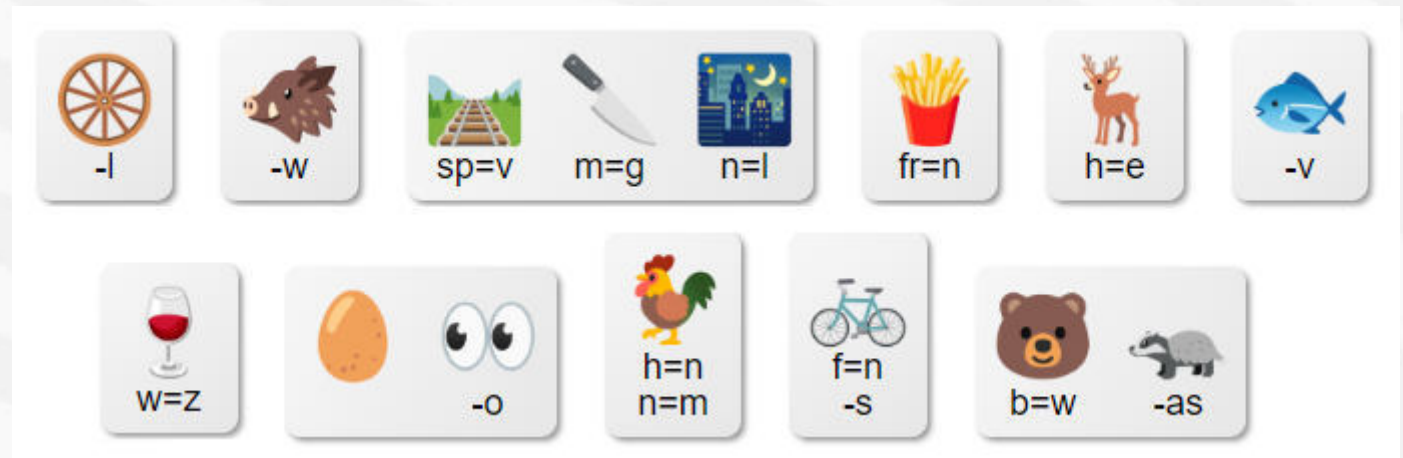 -l -w sp=v m=g n=l fr=n h=e -v
w=z -o h=n f=n b=w -as
n=m -s